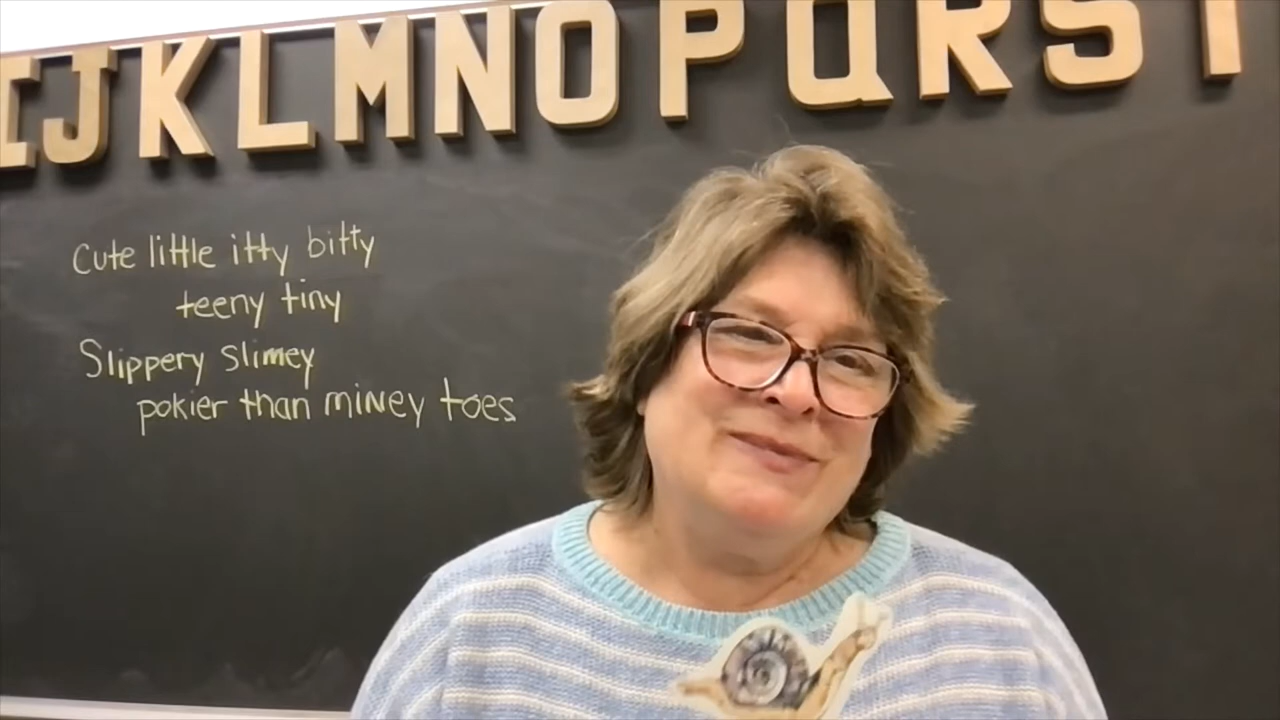 IJKLMNOPQRST
Cute little itty bitty
teeny tiny
Slippery slimey
pokier than miney toes